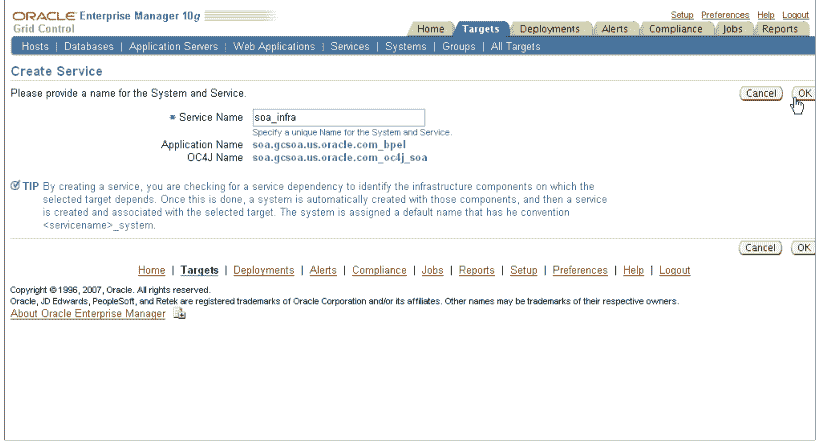 ORACLE Enterprise Manager 10g
Grid Control
Setup Preferences Help Logout
Home Targets Deployments Alerts Compliance Jobs Reports
Hosts | Databases | Application Servers | Web Applications | Services | Systems | Groups | All Targets
Create Service
Please provide a name for the System and Service.
Cancel OK
* Service Name soa_infra
Specify a unique Name for the System and Service.
Application Name soa.gcsoa.us.oracle.com_bpel
OC4J Name soa.gcsoa.us.oracle.com_oc4j_soa
TIP By creating a service, you are checking for a service dependency to identify the infrastructure components on which the
selected target depends. Once this is done, a system is automatically created with those components, and then a service
is created and associated with the selected target. The system is assigned a default name that has he convention
<servicename>_system.
Cancel OK
Home | Targets | Deployments | Alerts | Compliance | Jobs | Reports | Setup | Preferences | Help | Logout
Copyright © 1996, 2007, Oracle. All rights reserved.
Oracle, JD Edwards, PeopleSoft, and Retek are registered trademarks of Oracle Corporation and/or its affiliates. Other names may be trademarks of their respective owners.
About Oracle Enterprise Manager